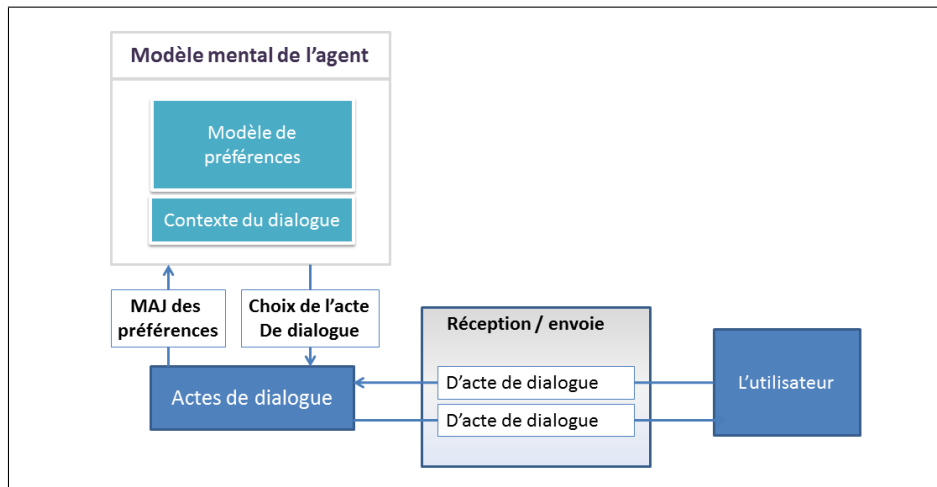 Modèle mental de l'agent
Modèle de
préférences
Contexte du dialogue
MAJ des
préférences
Choix de l'acte
De dialogue
Réception / envoie
Actes de dialogue
D'acte de dialogue
D'acte de dialogue
L'utilisateur